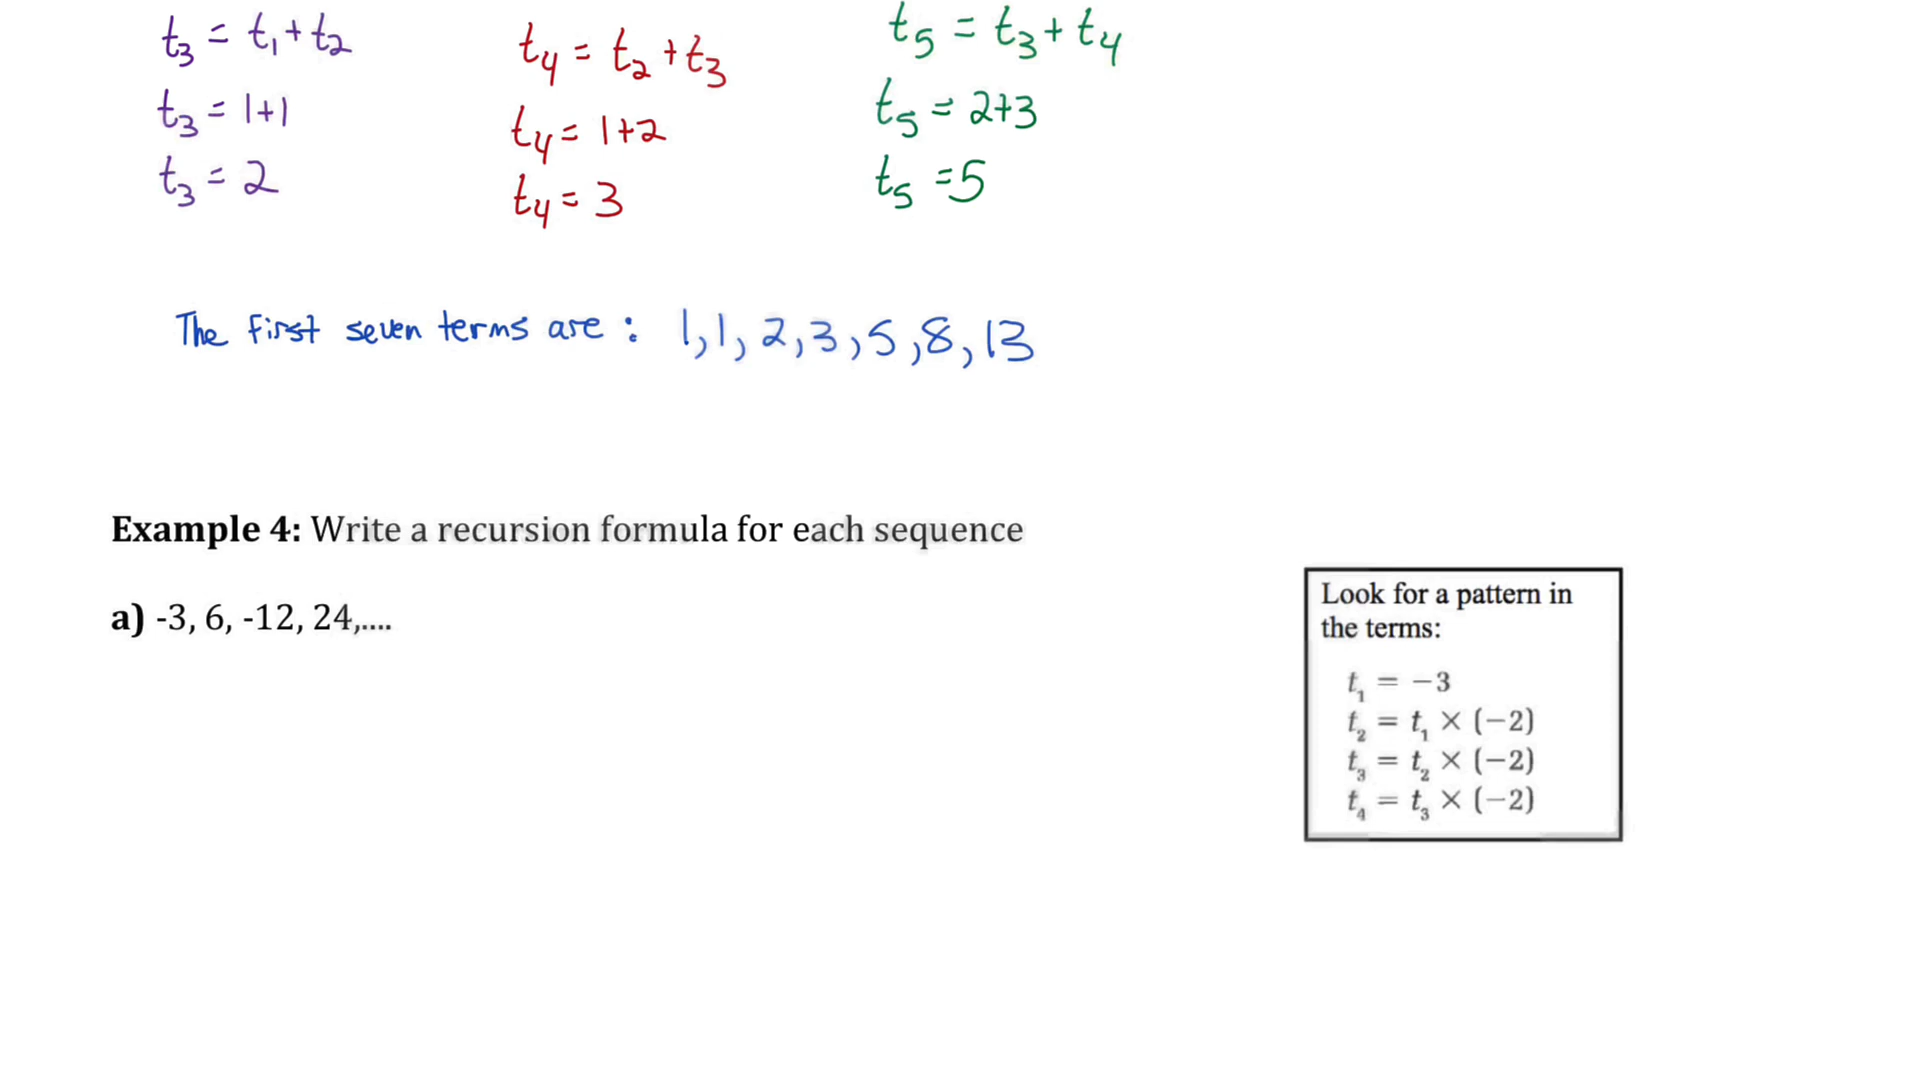 t₃ = t₁ + t₂
t₃ = 1+1
t₃ = 2
t₄ = t₂ + t₃
t₄ = 1+2
t₄ = 3
t₅ = t₃ + t₄
t₅ = 2+3
t₅ = 5
The first seven terms are : 1, 1, 2, 3, 5, 8, 13
Example 4: Write a recursion formula for each sequence
a) -3, 6, -12, 24,....
Look for a pattern in
the terms:
t₁ = −3
t₂ = t₁ × (−2)
t₃ = t₂ × (−2)
t₄ = t₃ × (−2)